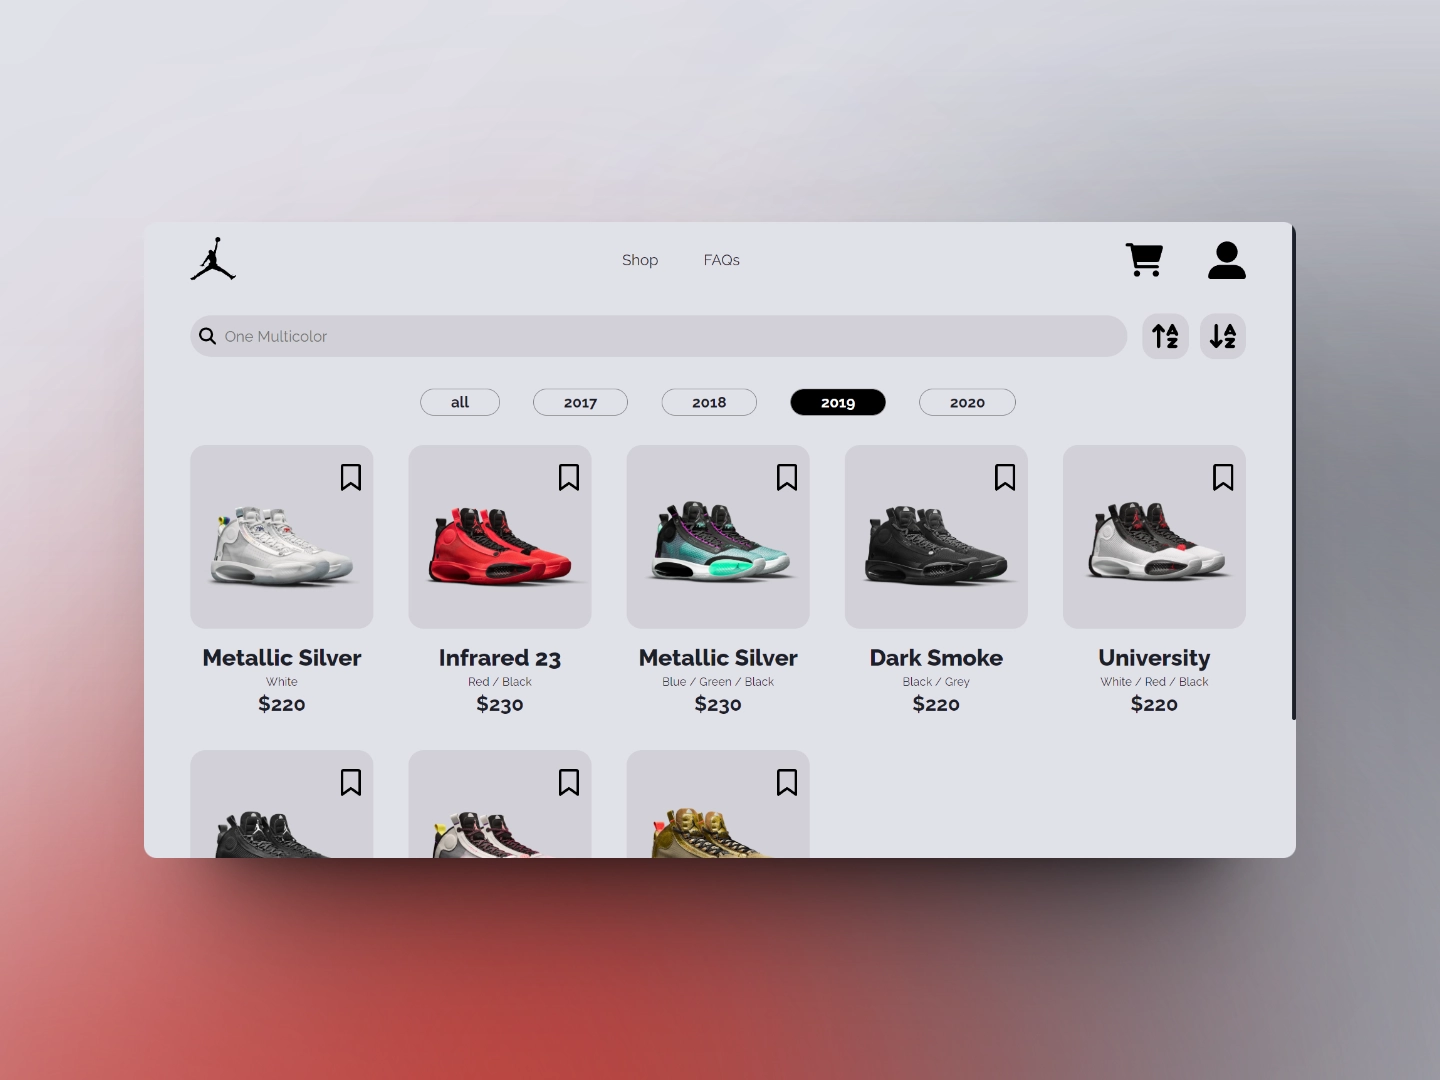 Shop FAQs
One Multicolor
A
Z
A
Z
all 2017 2018 2019 2020
Metallic Silver
White
$220
Infrared 23
Red / Black
$230
Metallic Silver
Blue / Green / Black
$230
Dark Smoke
Black / Grey
$220
University
White / Red / Black
$220